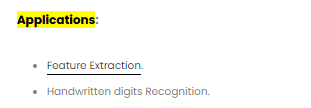 Applications:
• Feature Extraction.
• Handwritten digits Recognition.